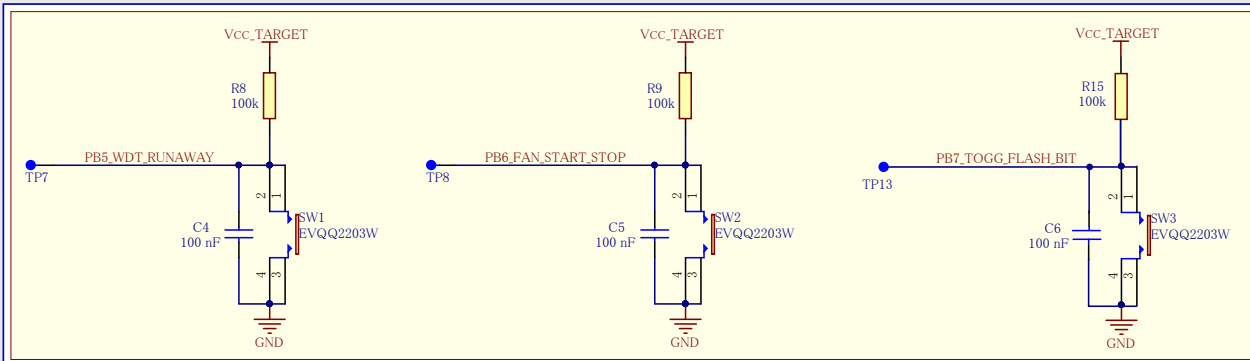 VCC_TARGET
VCC_TARGET
VCC_TARGET
R8
100k
R9
100k
R15
100k
PB5_WDT_RUNAWAY
TP7
PB6_FAN_START_STOP
TP8
PB7_TOGG_FLASH_BIT
TP13
2
1
SW1
EVQQ2203W
C4
100 nF
4
3
2
1
SW2
EVQQ2203W
C5
100 nF
4
3
2
1
SW3
EVQQ2203W
C6
100 nF
4
3
GND
GND
GND